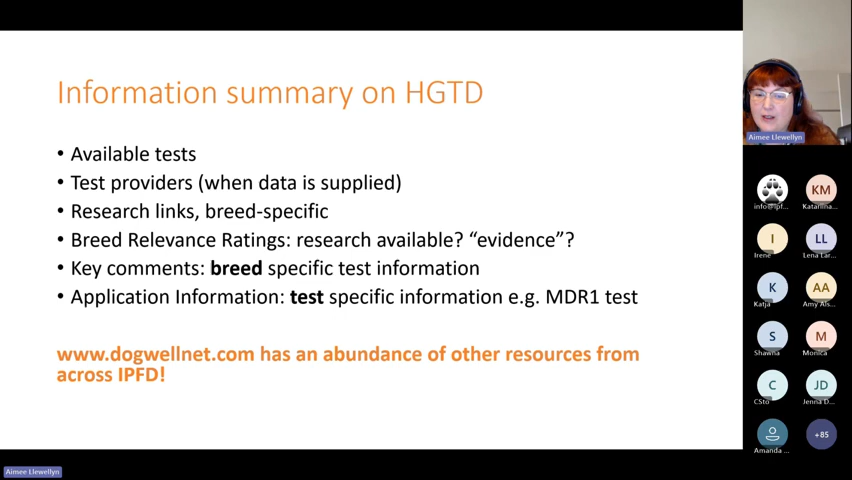 Information summary on HGTD
• Available tests
• Test providers (when data is supplied)
• Research links, breed-specific
• Breed Relevance Ratings: research available? “evidence”?
• Key comments: breed specific test information
• Application Information: test specific information e.g. MDR1 test
www.dogwellnet.com has an abundance of other resources from
across IPFD!
Aimee Llewellyn
Aimee Llewellyn
KM
info@ipf...
Katariina...
I
LL
Irene
Lena Lar...
K
AA
Katja
Amy Als...
S
M
Shawna
Monica
C
JD
CSto
Jenna D...
+85
Amanda ...